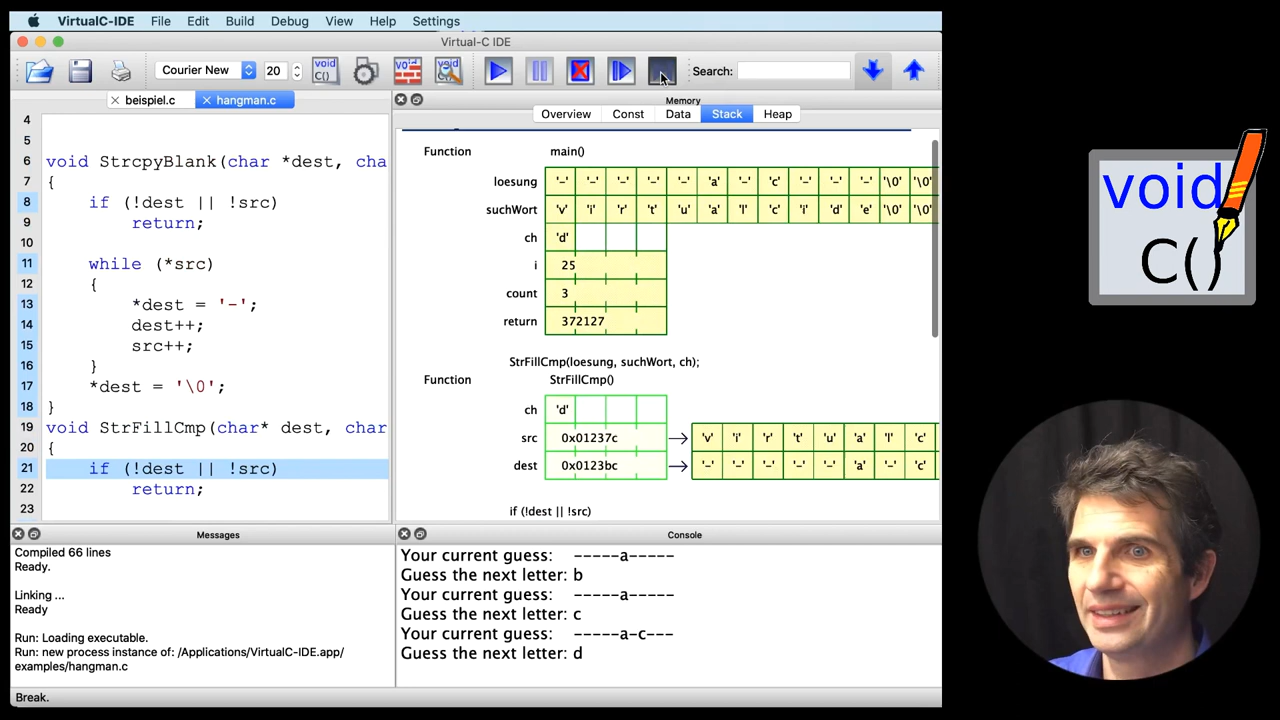 VirtualC-IDE File Edit Build Debug View Help Settings
Virtual-C IDE
Courier New 20 void C() void Search:
beispiel.c hangman.c
Memory
Overview Const Data Stack Heap
4
5
6 void StrcpyBlank(char *dest, cha
7 {
8 if (!dest || !src)
9 return;
10
11 while (*src)
12 {
13 *dest = '-';
14 dest++;
15 src++;
16 }
17 *dest = '\0';
18 }
19 void StrFillCmp(char* dest, char
20 {
21 if (!dest || !src)
22 return;
23
Function main()
loesung '-' '-' '-' '-' '-' 'a' '-' 'c' '-' '-' '-' '\0' '\0'
suchWort 'v' 'i' 'r' 't' 'u' 'a' 'l' 'c' 'i' 'd' 'e' '\0' '\0'
ch 'd'
i 25
count 3
return 372127
StrFillCmp(loesung, suchWort, ch);
Function StrFillCmp()
ch 'd'
src 0x01237c 'v' 'i' 'r' 't' 'u' 'a' 'l' 'c'
dest 0x0123bc '-' '-' '-' '-' '-' 'a' '-' 'c'
if (!dest || !src)
Messages
Compiled 66 lines
Ready.
Linking ...
Ready
Run: Loading executable.
Run: new process instance of: /Applications/VirtualC-IDE.app/
examples/hangman.c
Console
Your current guess: -----a-----
Guess the next letter: b
Your current guess: -----a-----
Guess the next letter: c
Your current guess: -----a-c---
Guess the next letter: d
Break.
void
C()